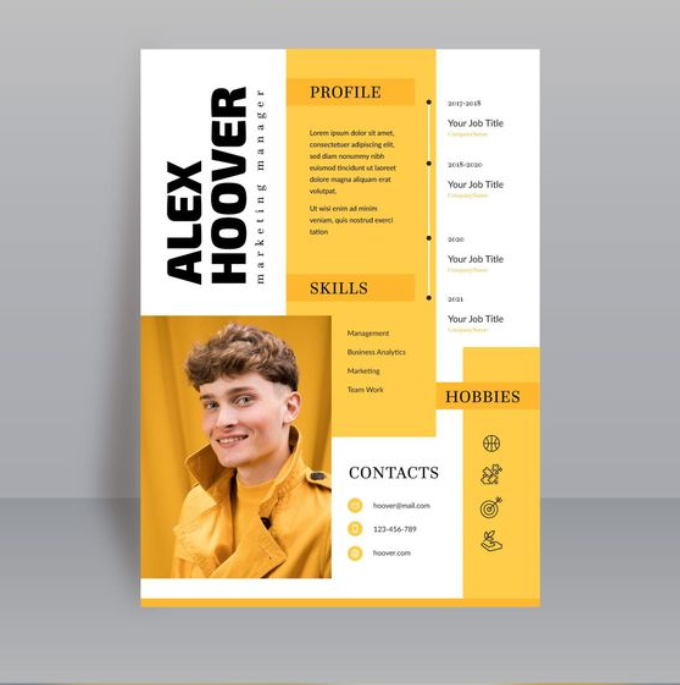 ALEX
HOOVER
marketing manager
PROFILE
Lorem ipsum dolor sit amet,
consectetuer adipiscing elit,
sed diam nonummy nibh
euismod tincidunt ut laoreet
dolore magna aliquam erat
volutpat,
Ut wisi enim ad minim
veniam, quis nostrud exerci
tation
SKILLS
Management
Business Analytics
Marketing
Team Work
2017-2018
Your Job Title
Company Name
2018-2020
Your Job Title
Company Name
2020
Your Job Title
Company Name
2021
Your Job Title
Company Name
HOBBIES
CONTACTS
hoover@mail.com
123-456-789
hoover.com